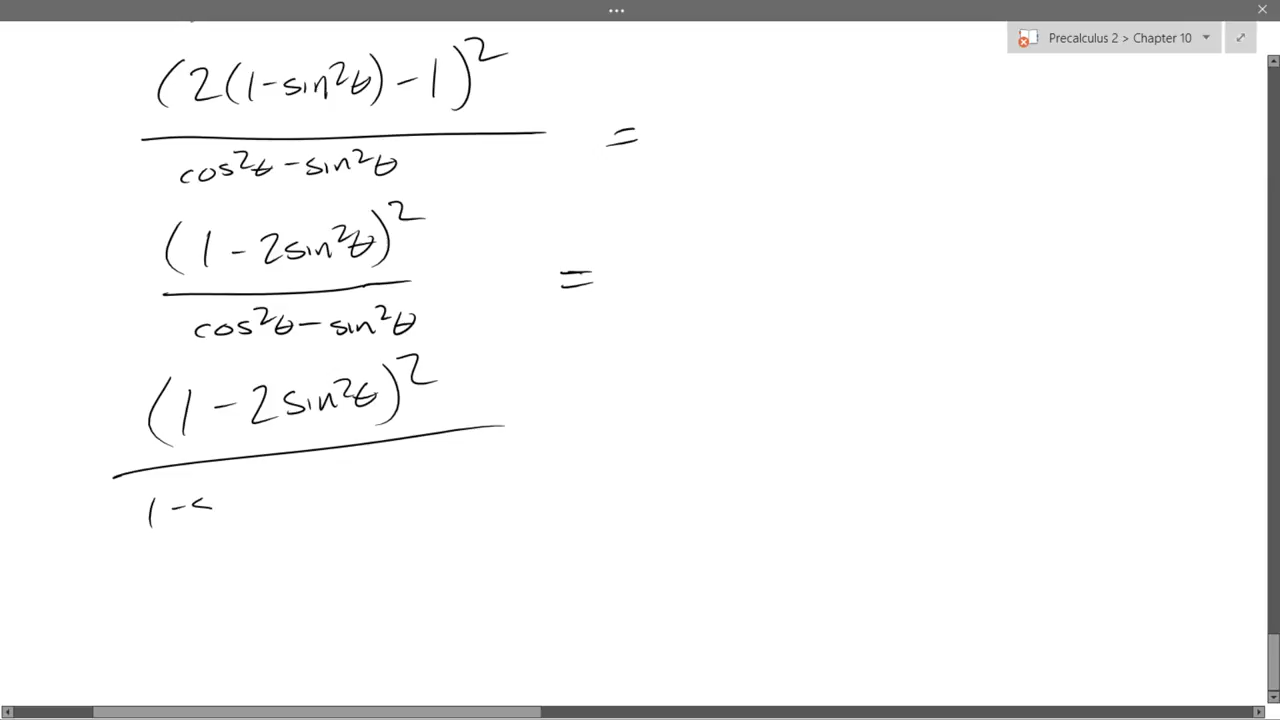 Precalculus 2 > Chapter 10
(2(1-sin²θ)-1)²
cos²θ-sin²θ
=
(1-2sin²θ)²
cos²θ-sin²θ
=
(1-2sin²θ)²
1-s